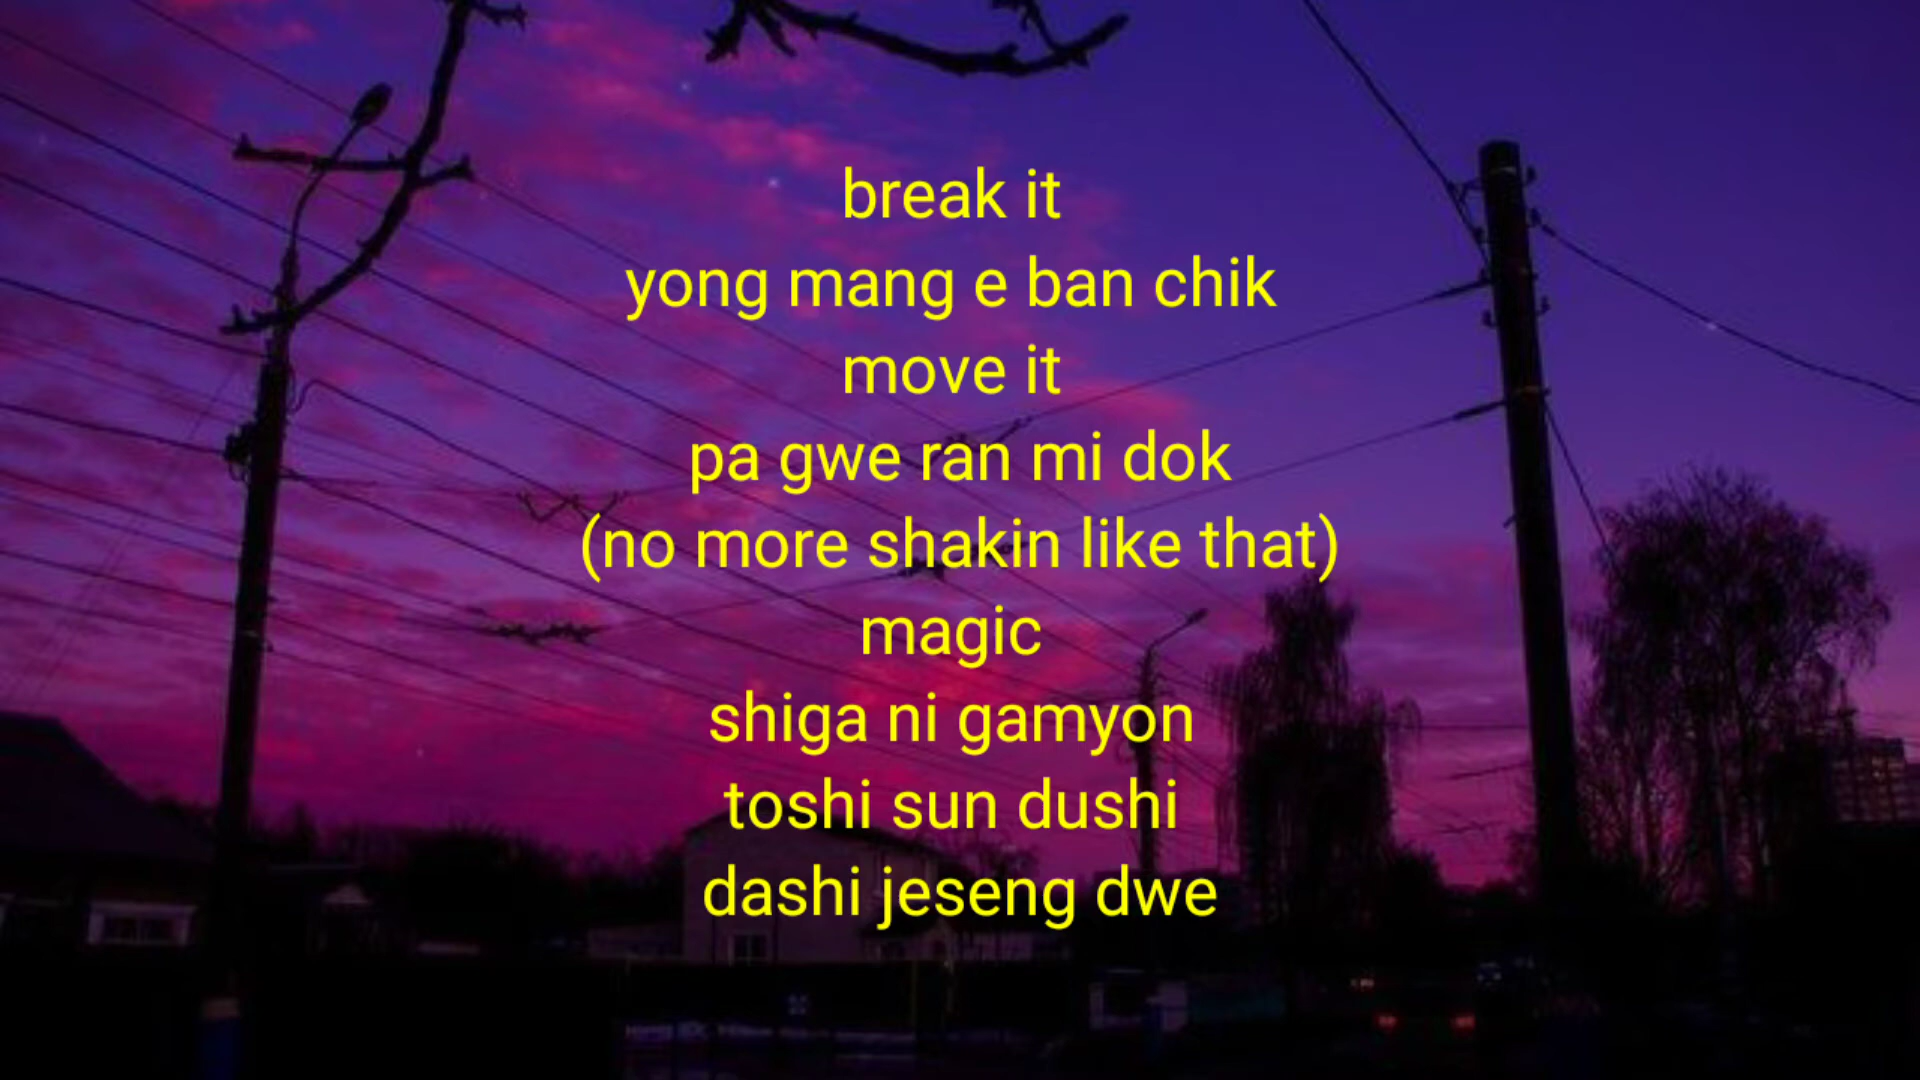 break it
yong mang e ban chik
move it
pa gwe ran mi dok
(no more shakin like that)
magic
shiga ni gamyon
toshi sun dushi
dashi jeseng dwe